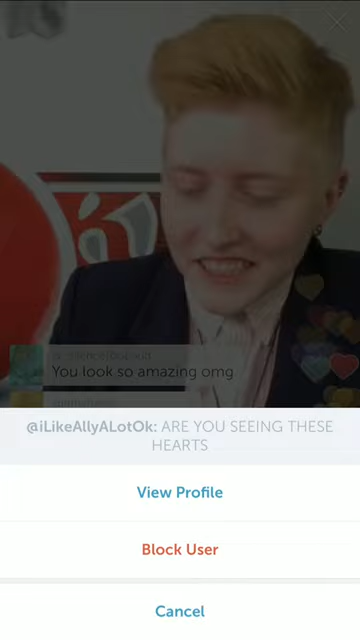 You look so amazing omg
@iLikeAllyALotOk: ARE YOU SEEING THESE
HEARTS
View Profile
Block User
Cancel